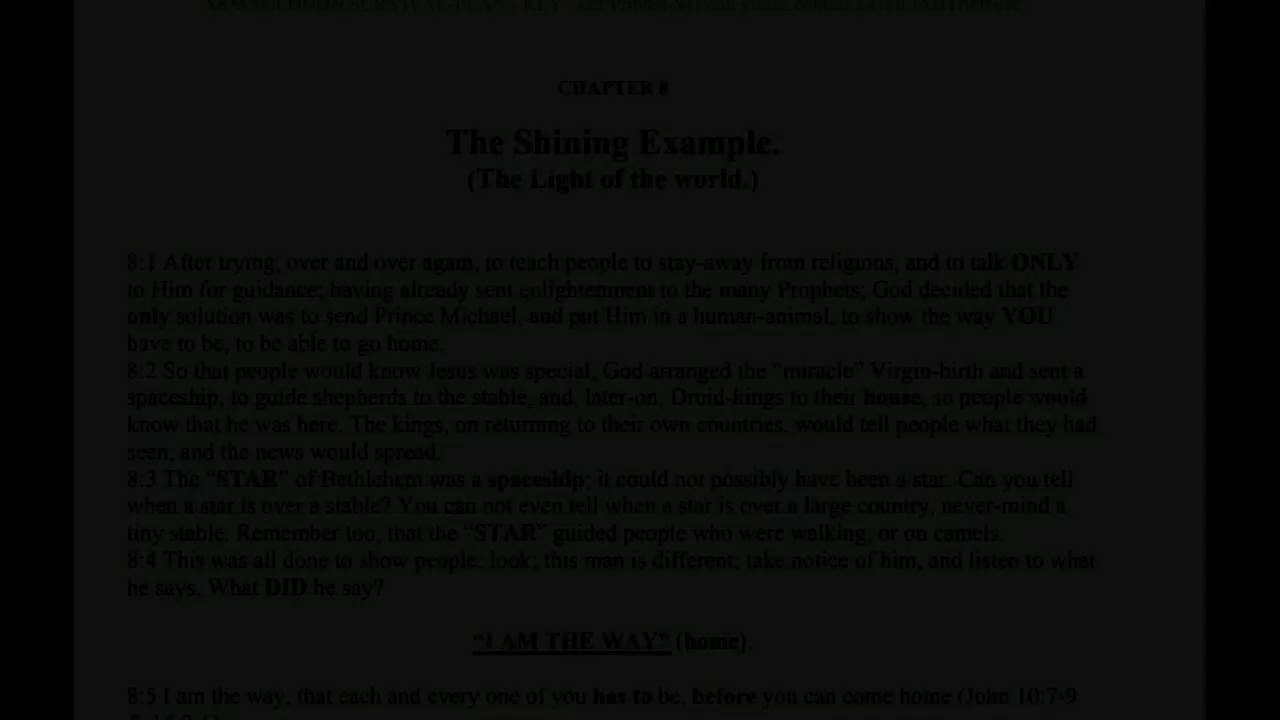 CHAPTER 8
The Shining Example.
(The Light of the world.)
8:1 After trying, over and over again, to teach people to stay-away from religions, and to talk ONLY
to Him for guidance; having already sent enlightenment to the many Prophets; God decided that the
only solution was to send Prince Michael, and put Him in a human-animal, to show the way YOU
have to be, to be able to go home.
8:2 So that people would know Jesus was special, God arranged the “miracle” Virgin-birth and sent a
spaceship, to guide shepherds to the stable, and, later-on, Druid-kings to their house, so people would
know that he was here. The kings, on returning to their own countries, would tell people what they had
seen, and the news would spread.
8:3 The “STAR” of Bethlehem was a spaceship; it could not possibly have been a star. Can you tell
when a star is over a stable? You can not even tell when a star is over a large country, never-mind a
tiny stable. Remember too, that the “STAR” guided people who were walking, or on camels.
8:4 This was all done to show people: look; this man is different; take notice of him, and listen to what
he says. What DID he say?
“I AM THE WAY” (home).
8:5 I am the way, that each and every one of you has to be, before you can come home (John 10:7-9